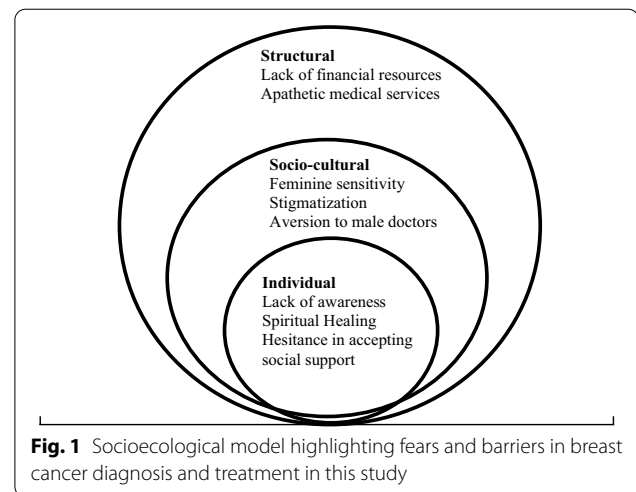 Structural
Lack of financial resources
Apathetic medical services
Socio-cultural
Feminine sensitivity
Stigmatization
Aversion to male doctors
Individual
Lack of awareness
Spiritual Healing
Hesitance in accepting
social support
Fig. 1 Socioecological model highlighting fears and barriers in breast
cancer diagnosis and treatment in this study